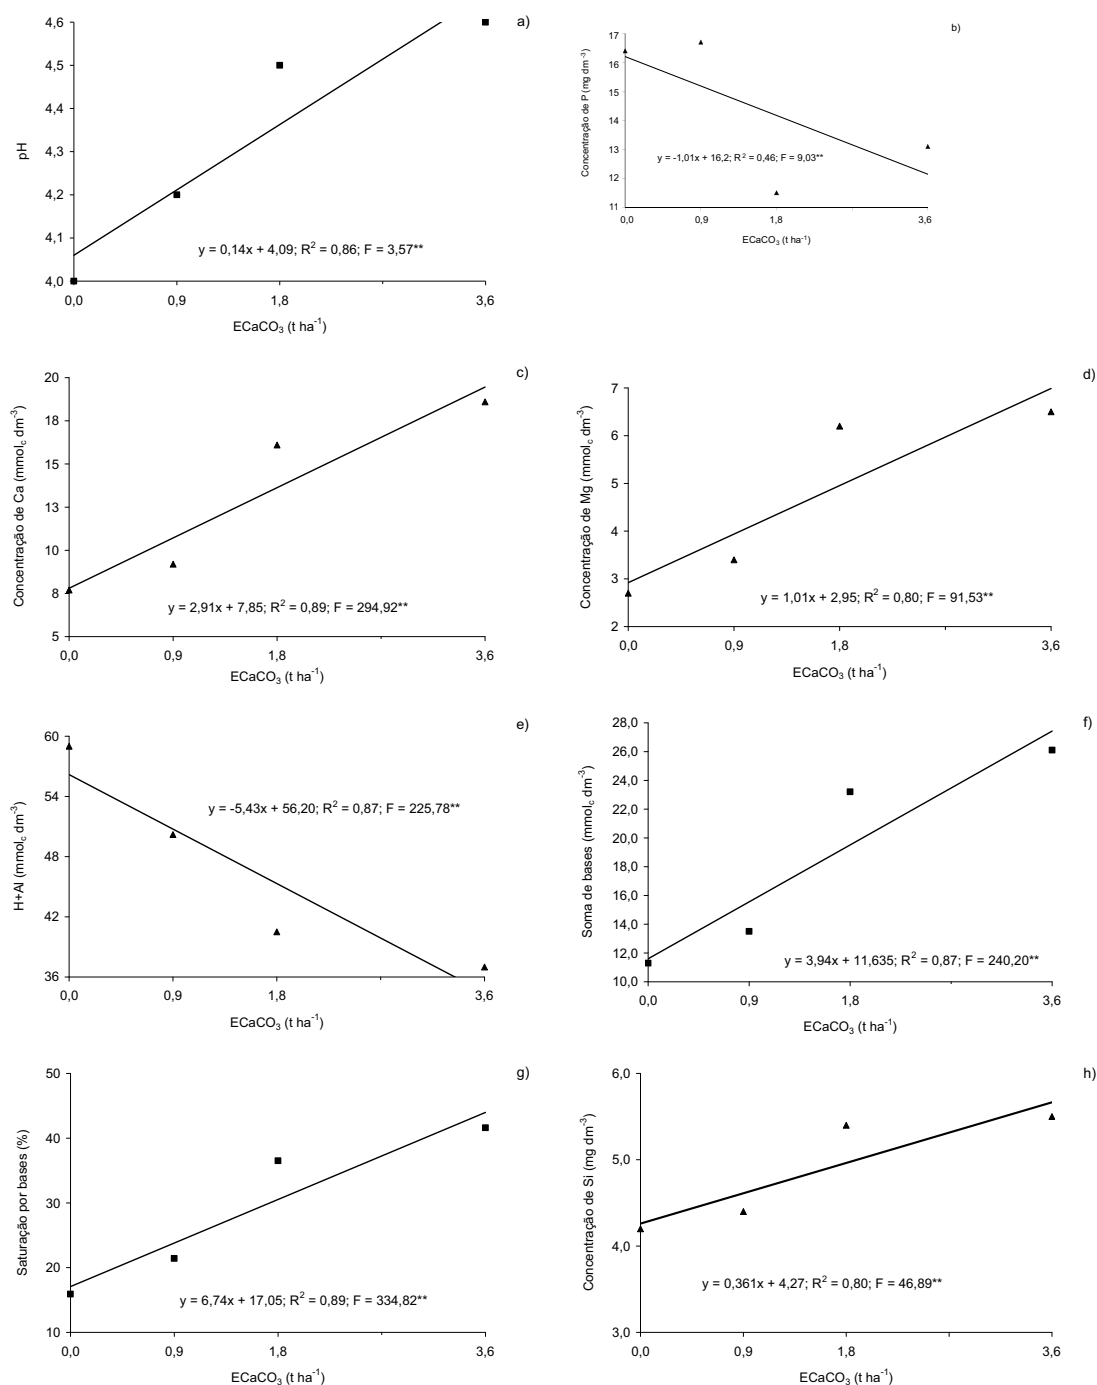 a)
4,6
4,5
4,4
4,3
4,2
4,1
4,0
pH
y = 0,14x + 4,09; R² = 0,86; F = 3,57**
0,0 0,9 1,8 3,6
ECaCO₃ (t ha⁻¹)
b)
17
16
15
14
13
12
11
Concentração de P (mg dm⁻³)
y = -1,01x + 16,2; R² = 0,46; F = 9,03**
0,0 0,9 1,8 3,6
ECaCO₃ (t ha⁻¹)
c)
20
18
15
13
10
8
5
Concentração de Ca (mmol꜀ dm⁻³)
y = 2,91x + 7,85; R² = 0,89; F = 294,92**
0,0 0,9 1,8 3,6
ECaCO₃ (t ha⁻¹)
d)
7
6
5
4
3
2
Concentração de Mg (mmol꜀ dm⁻³)
y = 1,01x + 2,95; R² = 0,80; F = 91,53**
0,0 0,9 1,8 3,6
ECaCO₃ (t ha⁻¹)
e)
60
54
48
42
36
H+Al (mmol꜀ dm⁻³)
y = -5,43x + 56,20; R² = 0,87; F = 225,78**
0,0 0,9 1,8 3,6
ECaCO₃ (t ha⁻¹)
f)
28,0
26,0
24,0
22,0
20,0
18,0
16,0
14,0
12,0
10,0
Soma de bases (mmol꜀ dm⁻³)
y = 3,94x + 11,635; R² = 0,87; F = 240,20**
0,0 0,9 1,8 3,6
ECaCO₃ (t ha⁻¹)
g)
50
40
30
20
10
Saturação por bases (%)
y = 6,74x + 17,05; R² = 0,89; F = 334,82**
0,0 0,9 1,8 3,6
ECaCO₃ (t ha⁻¹)
h)
6,0
5,0
4,0
3,0
Concentração de Si (mg dm⁻³)
y = 0,361x + 4,27; R² = 0,80; F = 46,89**
0,0 0,9 1,8 3,6
ECaCO₃ (t ha⁻¹)